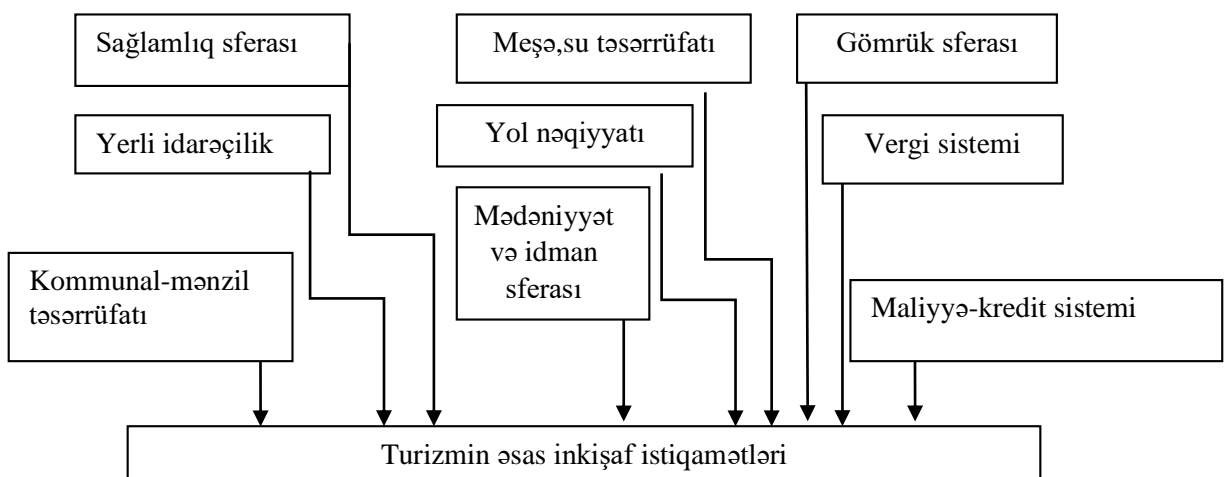 Sağlamlıq sferası
Meşə,su təsərrüfatı
Gömrük sferası
Yerli idarəçilik
Yol nəqiyyatı
Vergi sistemi
Mədəniyyət
və idman
sferası
Kommunal-mənzil
təsərrüfatı
Maliyyə-kredit sistemi
Turizmin əsas inkişaf istiqamətləri